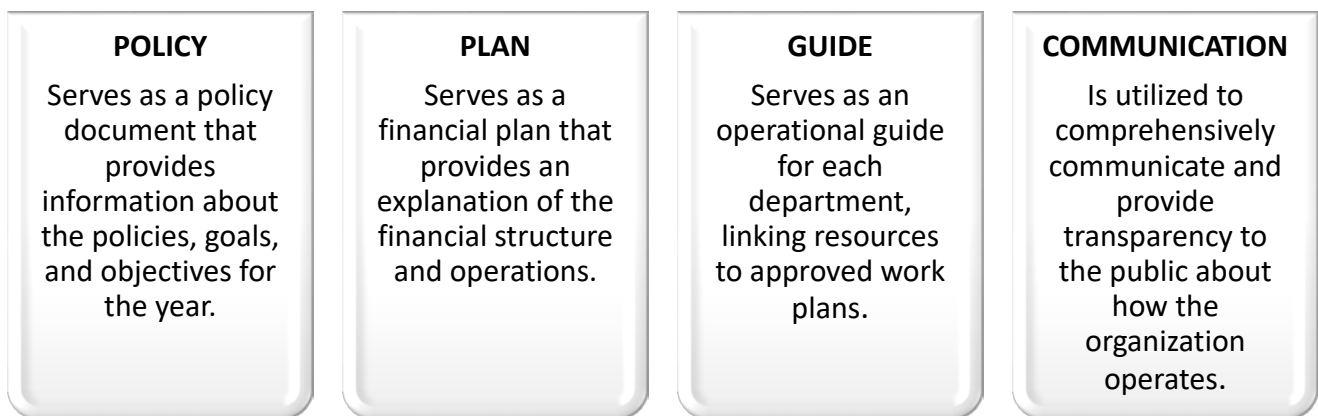 POLICY
Serves as a policy
document that
provides
information about
the policies, goals,
and objectives for
the year.
PLAN
Serves as a
financial plan that
provides an
explanation of the
financial structure
and operations.
GUIDE
Serves as an
operational guide
for each
department,
linking resources
to approved work
plans.
COMMUNICATION
Is utilized to
comprehensively
communicate and
provide
transparency to
the public about
how the
organization
operates.